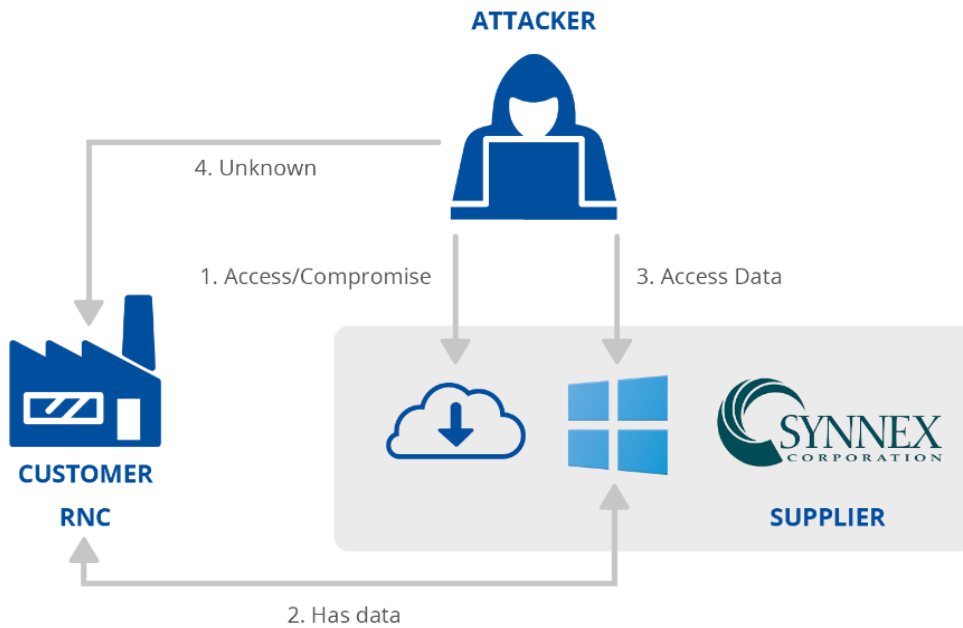 ATTACKER
4. Unknown
1. Access/Compromise
3. Access Data
SYNNEX
CORPORATION
CUSTOMER
RNC
SUPPLIER
2. Has data